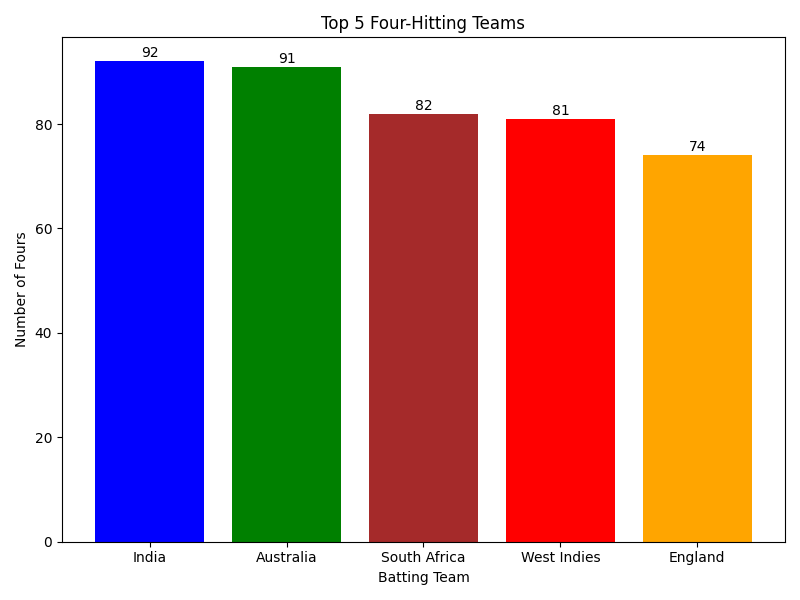 Top 5 Four-Hitting Teams
92
91
82
81
74
Number of Fours
80
60
40
20
0
India
Australia
South Africa
West Indies
England
Batting Team